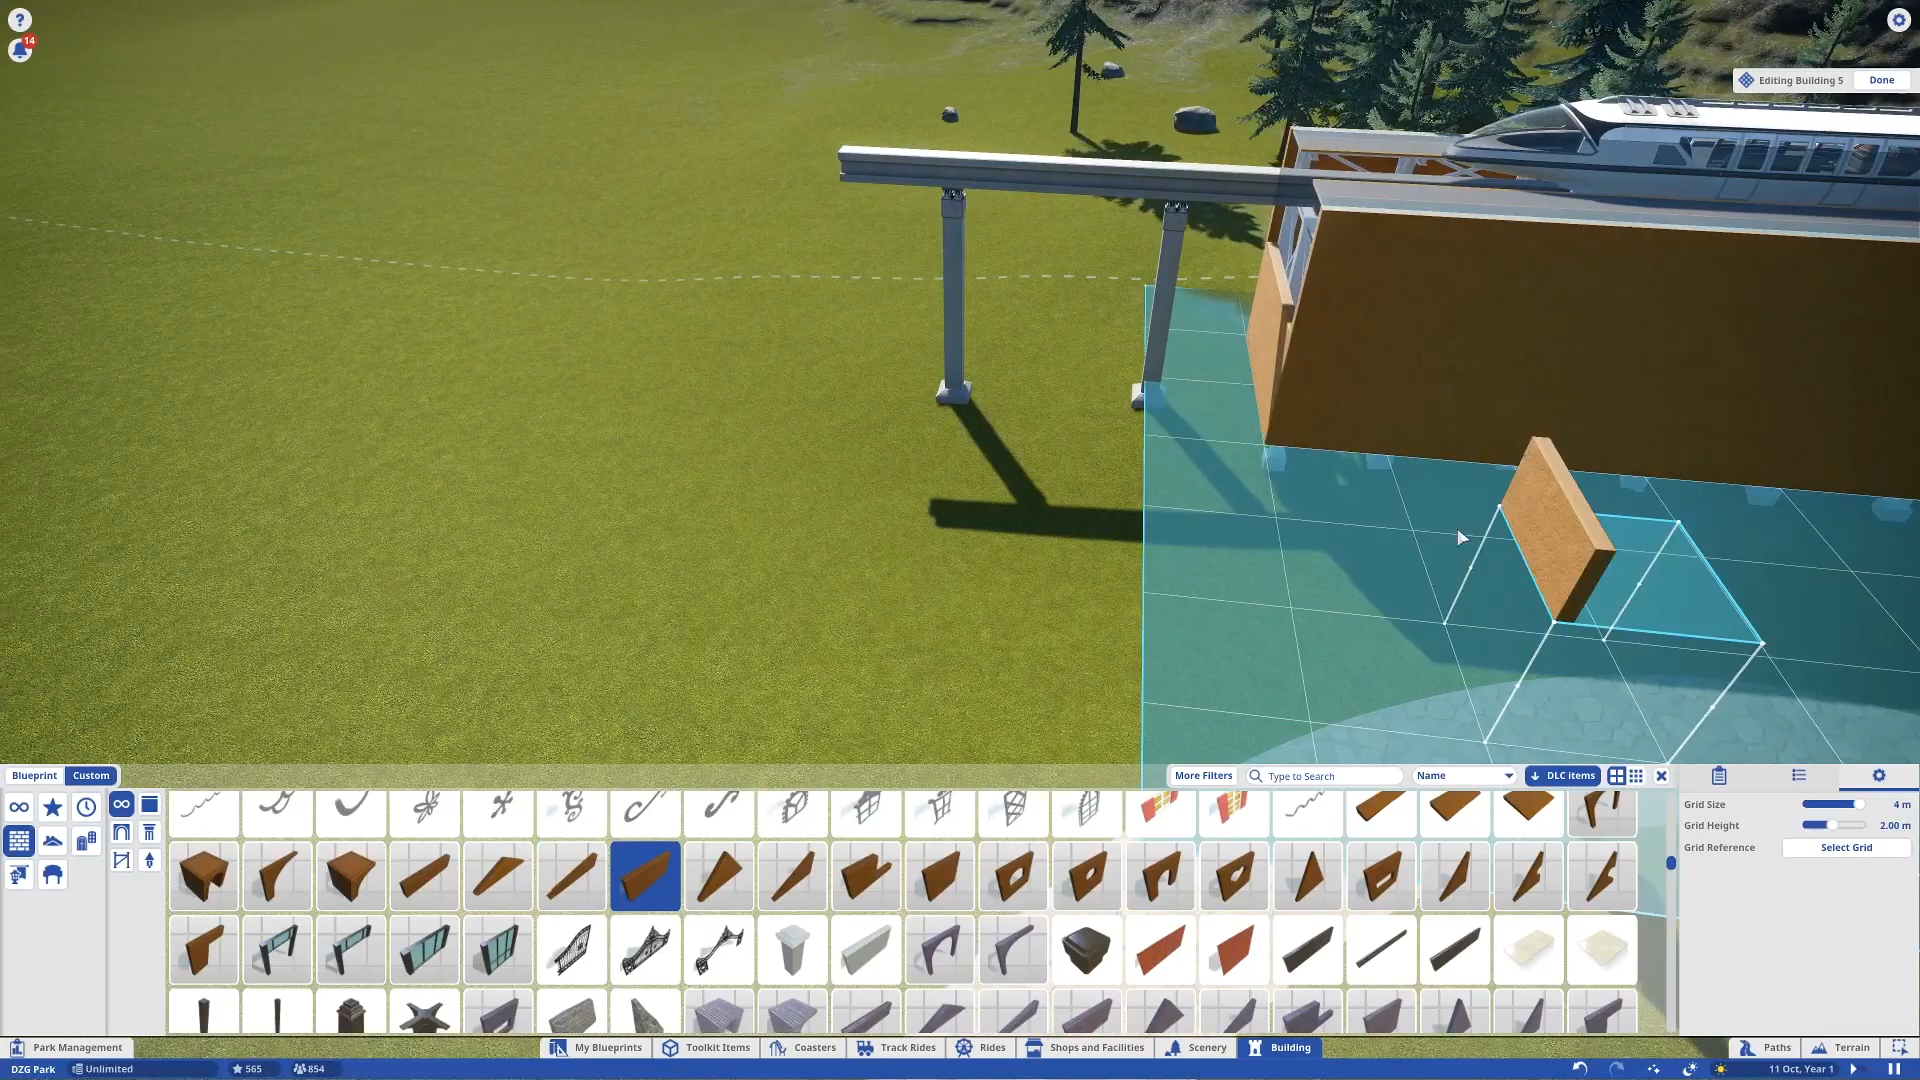 ?
14
Editing Building 5 Done
Blueprint Custom
More Filters Type to Search Name DLC items
Grid Size 4 m
Grid Height 2.00 m
Grid Reference Select Grid
Park Management My Blueprints Toolkit Items Coasters Track Rides Rides Shops and Facilities Scenery Building Paths Terrain
DZG Park Unlimited 565 854 11 Oct, Year 1